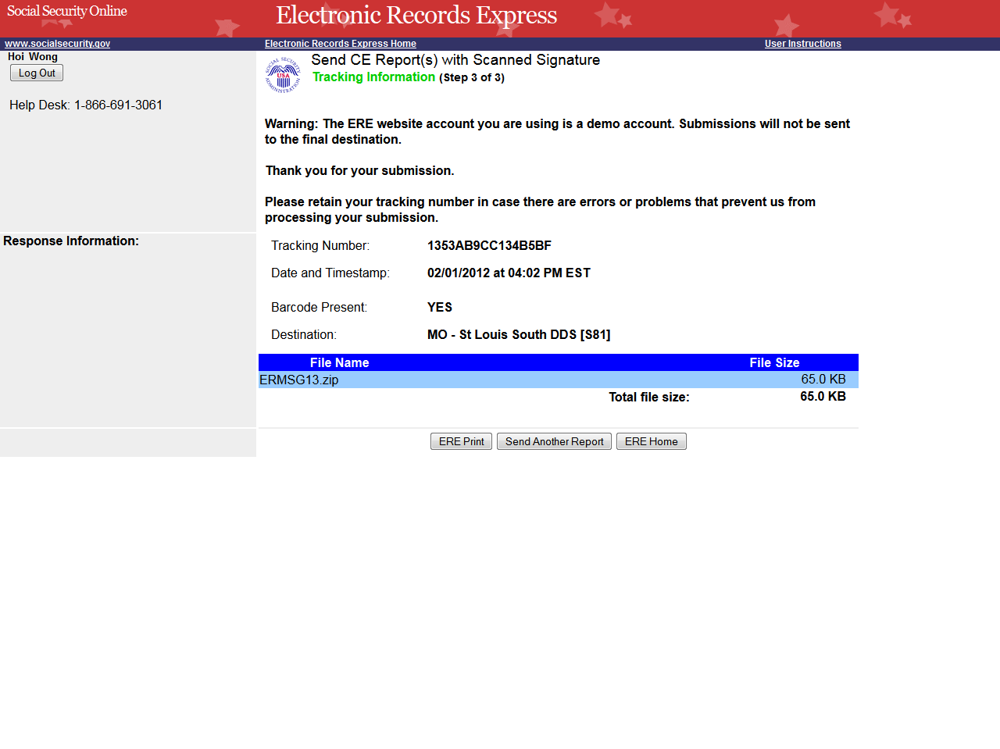 Social Security Online
Electronic Records Express
www.socialsecurity.gov
Electronic Records Express Home
User Instructions
Hoi Wong
Log Out
Help Desk: 1-866-691-3061
Response Information:
SOCIAL SECURITY
USA
ADMINISTRATION
Send CE Report(s) with Scanned Signature
Tracking Information (Step 3 of 3)
Warning: The ERE website account you are using is a demo account. Submissions will not be sent
to the final destination.
Thank you for your submission.
Please retain your tracking number in case there are errors or problems that prevent us from
processing your submission.
Tracking Number: 1353AB9CC134B5BF
Date and Timestamp: 02/01/2012 at 04:02 PM EST
Barcode Present: YES
Destination: MO - St Louis South DDS [S81]
File Name File Size
ERMSG13.zip 65.0 KB
Total file size: 65.0 KB
ERE Print Send Another Report ERE Home